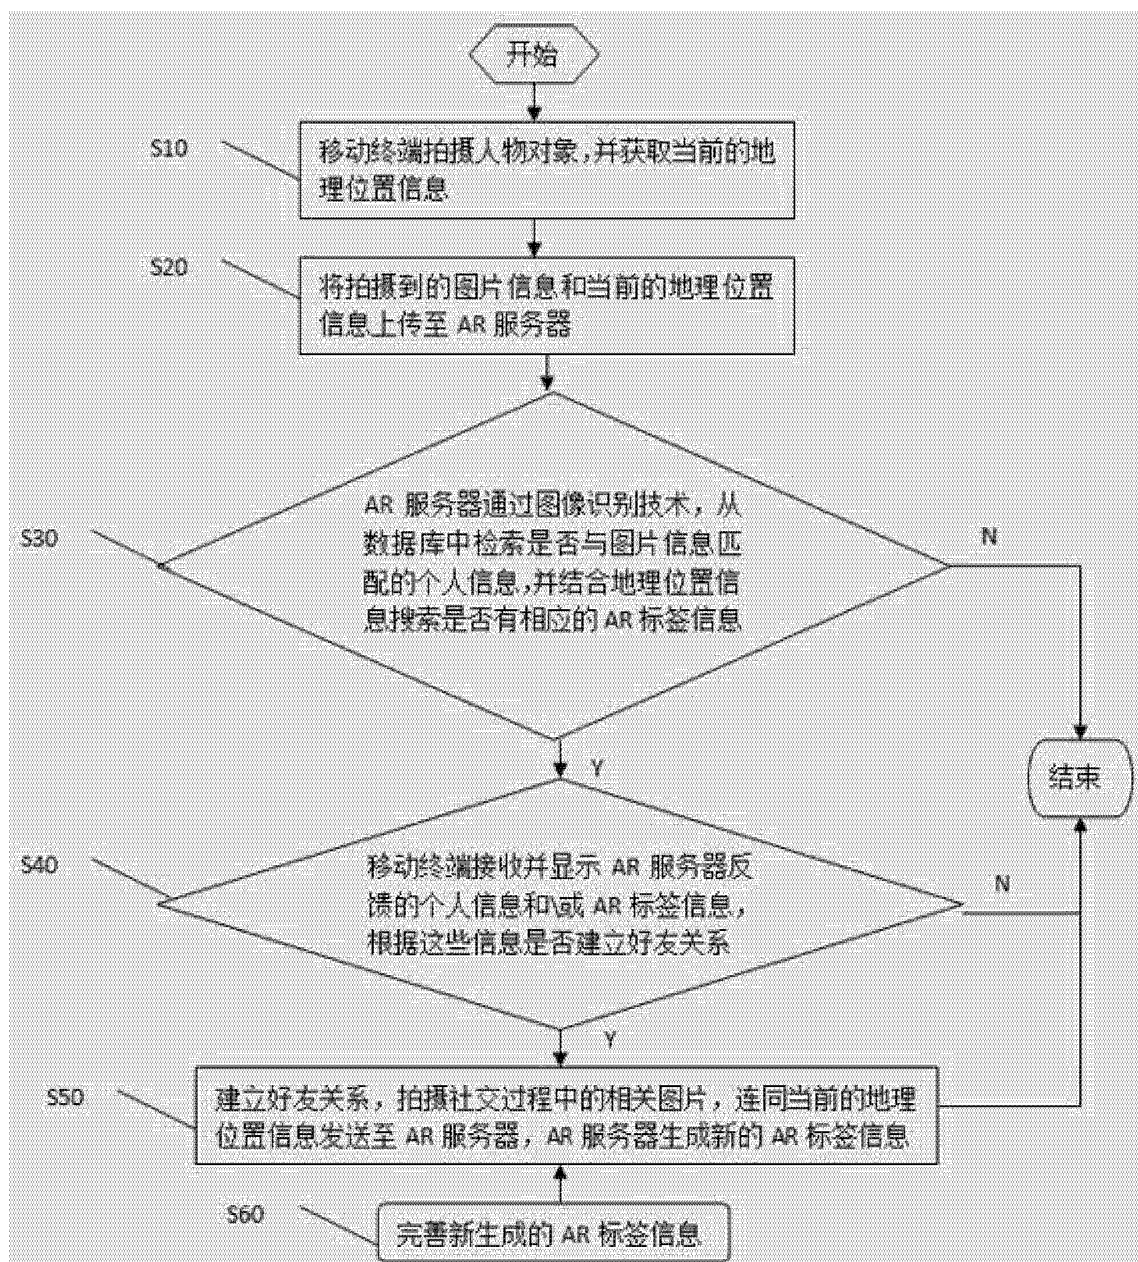 开始
S10
移动终端拍摄人物对象,并获取当前的地
理位置信息
S20
将拍摄到的图片信息和当前的地理位置
信息上传至 AR 服务器
S30
AR 服务器通过图像识别技术，从
数据库中检索是否与图片信息匹
配的个人信息,并结合地理位置信
息搜索是否有相应的 AR 标签信息
N
Y
结束
S40
移动终端接收并显示 AR 服务器反
馈的个人信息和\或 AR 标签信息，
根据这些信息是否建立好友关系
N
Y
S50
建立好友关系，拍摄社交过程中的相关图片，连同当前的地理
位置信息发送至 AR 服务器，AR 服务器生成新的 AR 标签信息
S60
完善新生成的 AR 标签信息